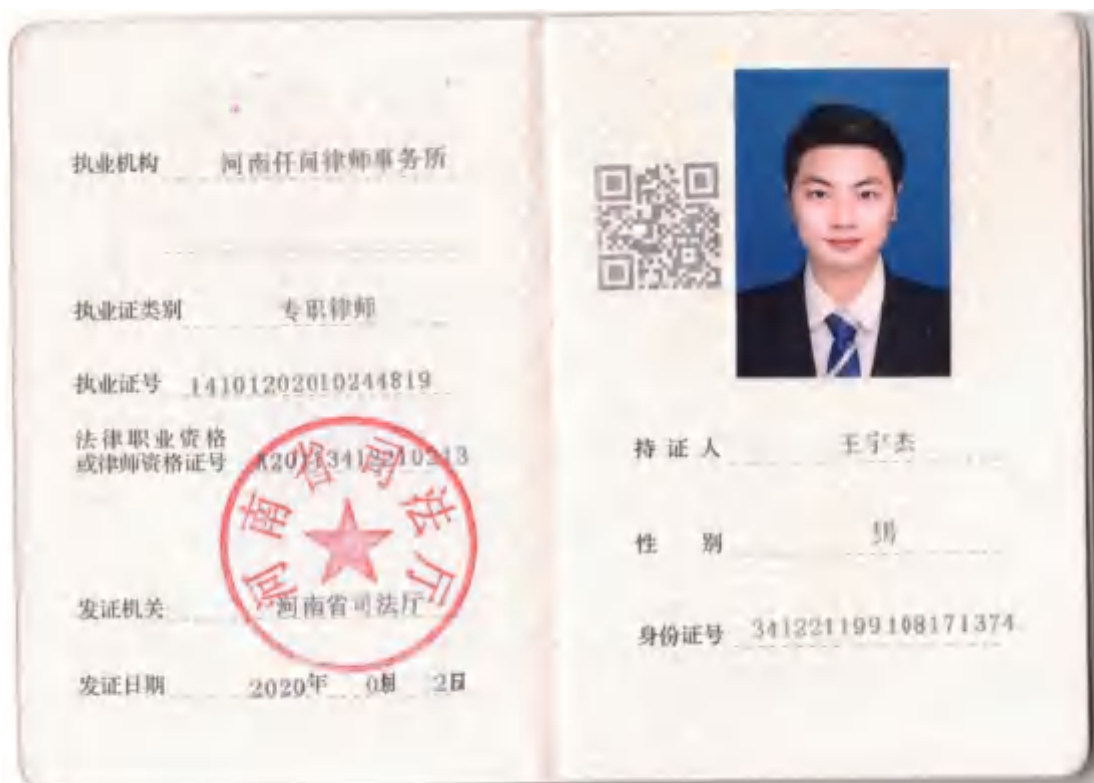 执业机构 河南仟问律师事务所
执业证类别 专职律师
执业证号 14101202010244819
法律职业资格
或律师资格证号
河南省司法厅
发证机关 河南省司法厅
发证日期 2020年 月 2 日
持证人
性别 男
身份证号 341221199108171374